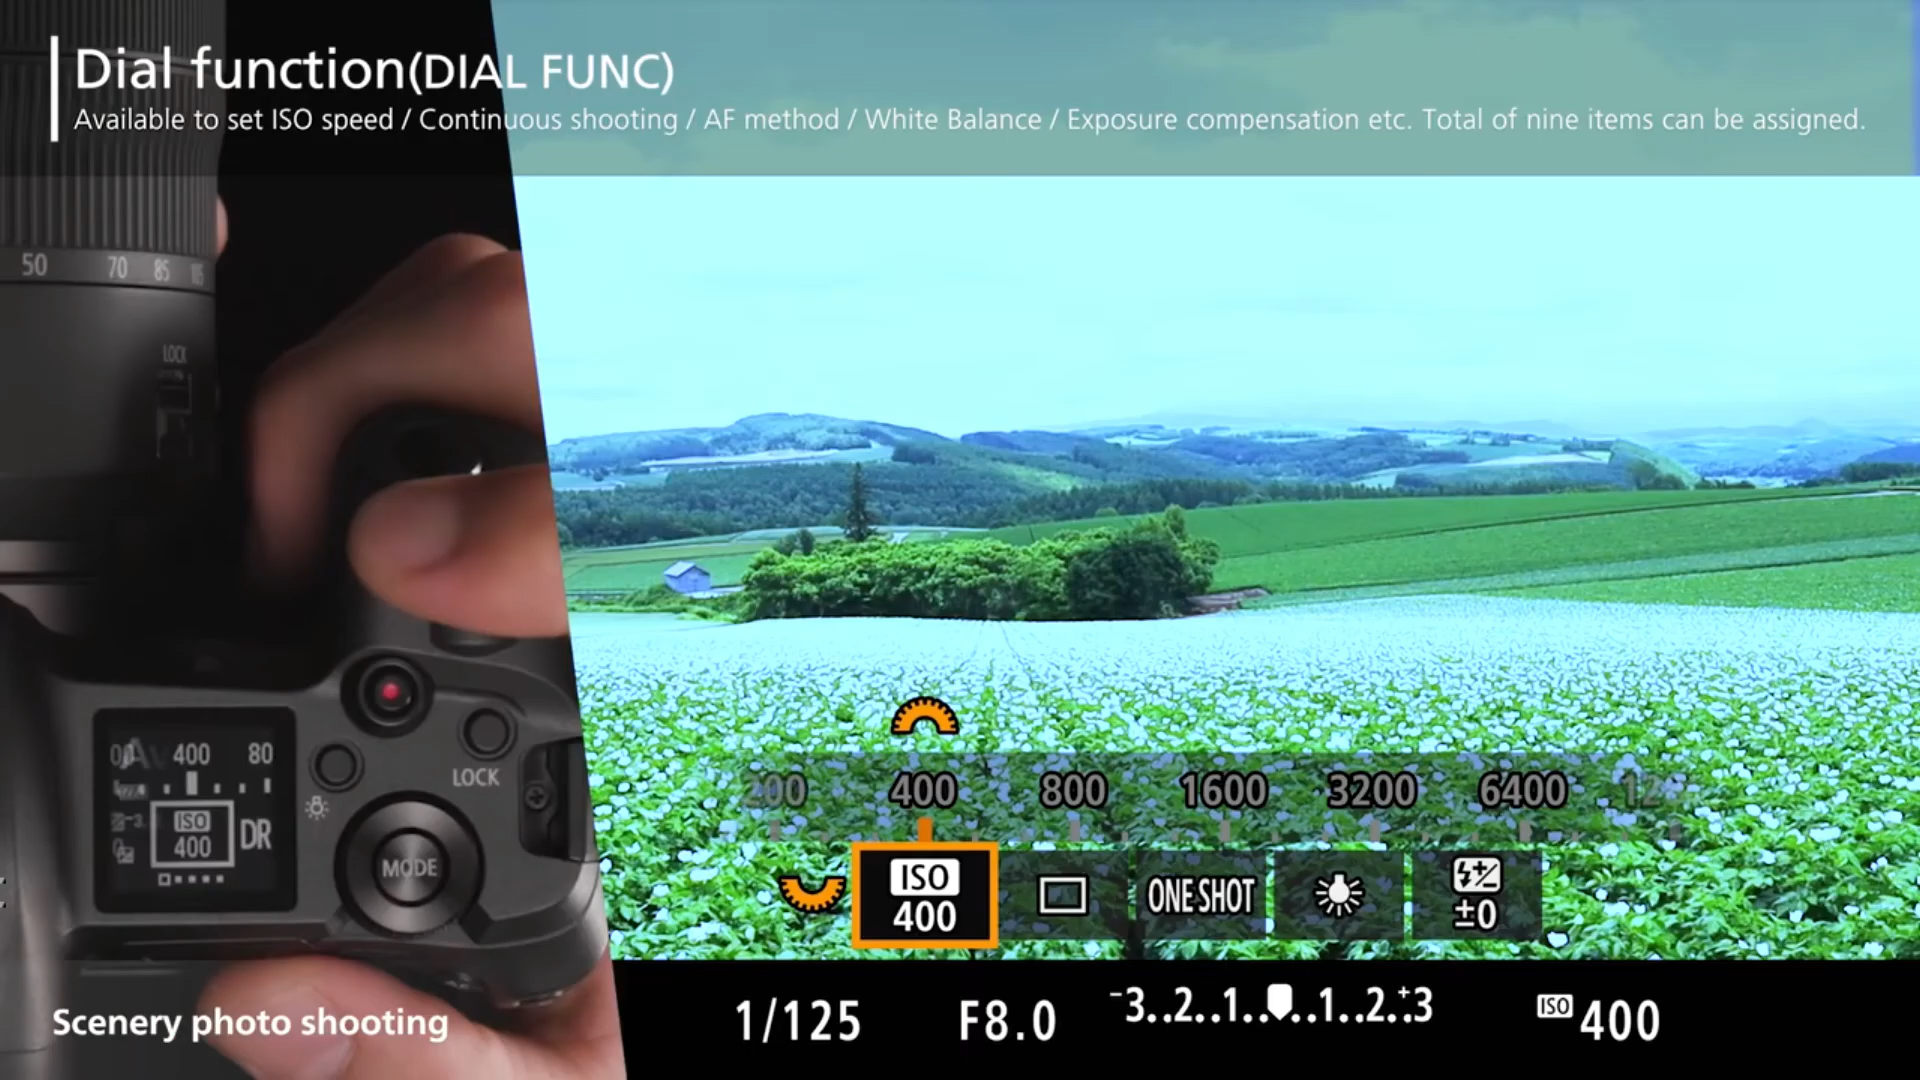 Dial function(DIAL FUNC)
Available to set ISO speed / Continuous shooting / AF method / White Balance / Exposure compensation etc. Total of nine items can be assigned.
50 70 85 105
LOCK
400 80
ISO
400
DR
LOCK
MODE
200 400 800 1600 3200 6400
ISO
400
ONE SHOT
±0
Scenery photo shooting
1/125 F8.0 -3..2..1..  ..1..2..+3 ISO 400